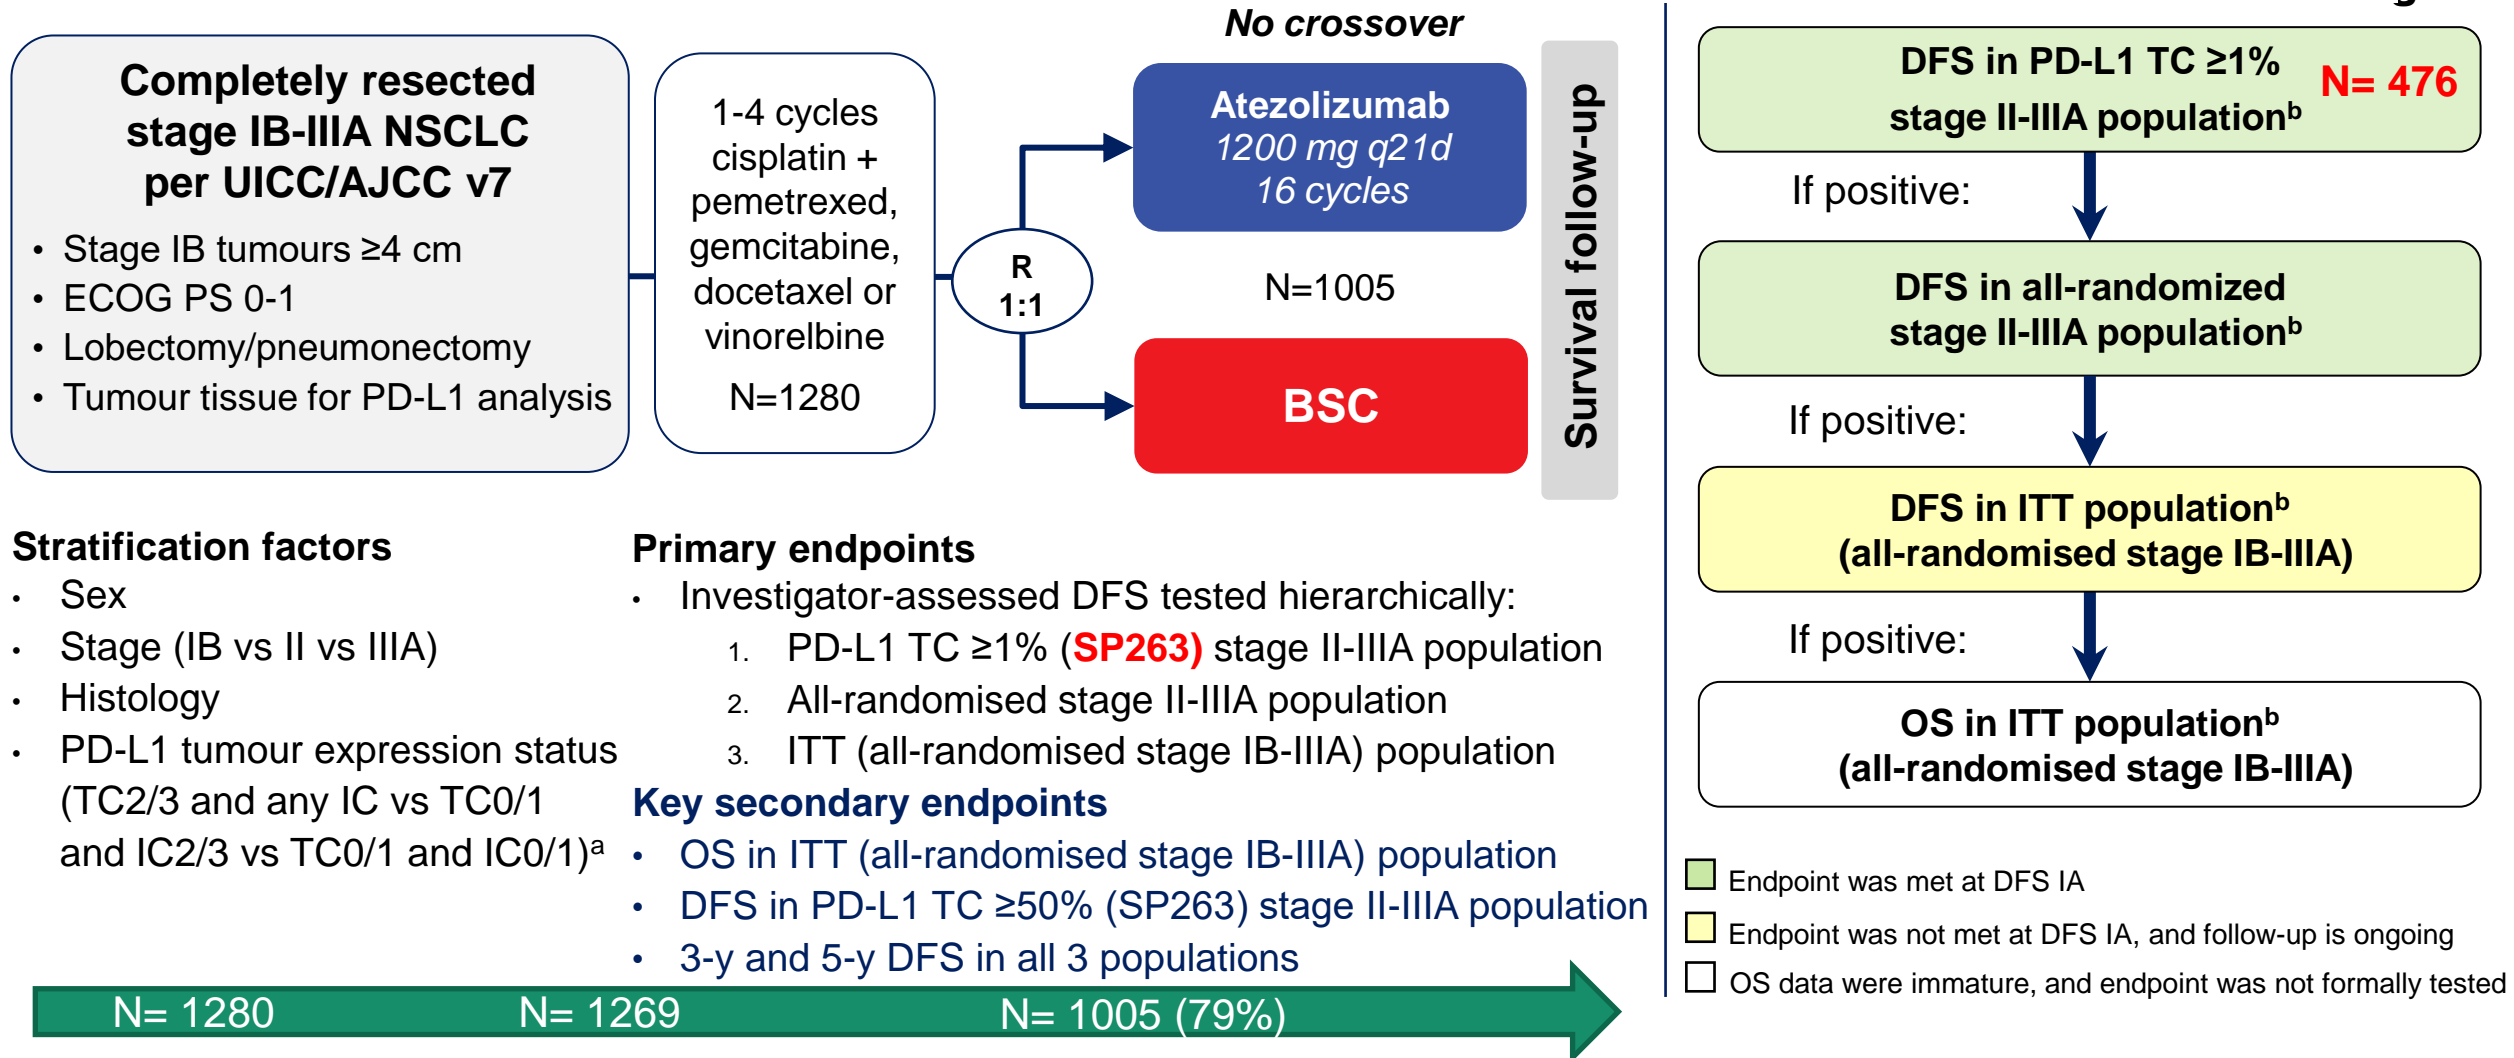 No crossover
Completely resected
stage IB-IIIA NSCLC
per UICC/AJCC v7
• Stage IB tumours ≥4 cm
• ECOG PS 0-1
• Lobectomy/pneumonectomy
• Tumour tissue for PD-L1 analysis
1-4 cycles
cisplatin +
pemetrexed,
gemcitabine,
docetaxel or
vinorelbine
N=1280
R
1:1
Atezolizumab
1200 mg q21d
16 cycles
N=1005
BSC
Survival follow-up
Stratification factors
• Sex
• Stage (IB vs II vs IIIA)
• Histology
• PD-L1 tumour expression status
(TC2/3 and any IC vs TC0/1
and IC2/3 vs TC0/1 and IC0/1)ᵃ
Primary endpoints
• Investigator-assessed DFS tested hierarchically:
1. PD-L1 TC ≥1% (SP263) stage II-IIIA population
2. All-randomised stage II-IIIA population
3. ITT (all-randomised stage IB-IIIA) population
Key secondary endpoints
• OS in ITT (all-randomised stage IB-IIIA) population
• DFS in PD-L1 TC ≥50% (SP263) stage II-IIIA population
• 3-y and 5-y DFS in all 3 populations
N= 1280 N= 1269 N= 1005 (79%)
DFS in PD-L1 TC ≥1%
stage II-IIIA populationᵇ
N= 476
If positive:
DFS in all-randomized
stage II-IIIA populationᵇ
If positive:
DFS in ITT populationᵇ
(all-randomised stage IB-IIIA)
If positive:
OS in ITT populationᵇ
(all-randomised stage IB-IIIA)
Endpoint was met at DFS IA
Endpoint was not met at DFS IA, and follow-up is ongoing
OS data were immature, and endpoint was not formally tested